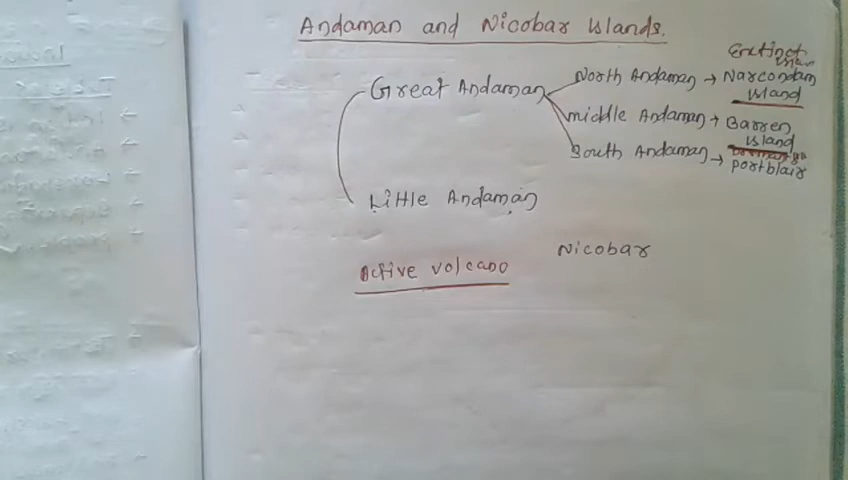 Andaman and Nicobar Islands.
Great Andaman
North Andaman → Narcondam Island
Extinct
middle Andaman → Barren Island
South Andaman → portblair
Little Andaman
Nicobar
Active volcano